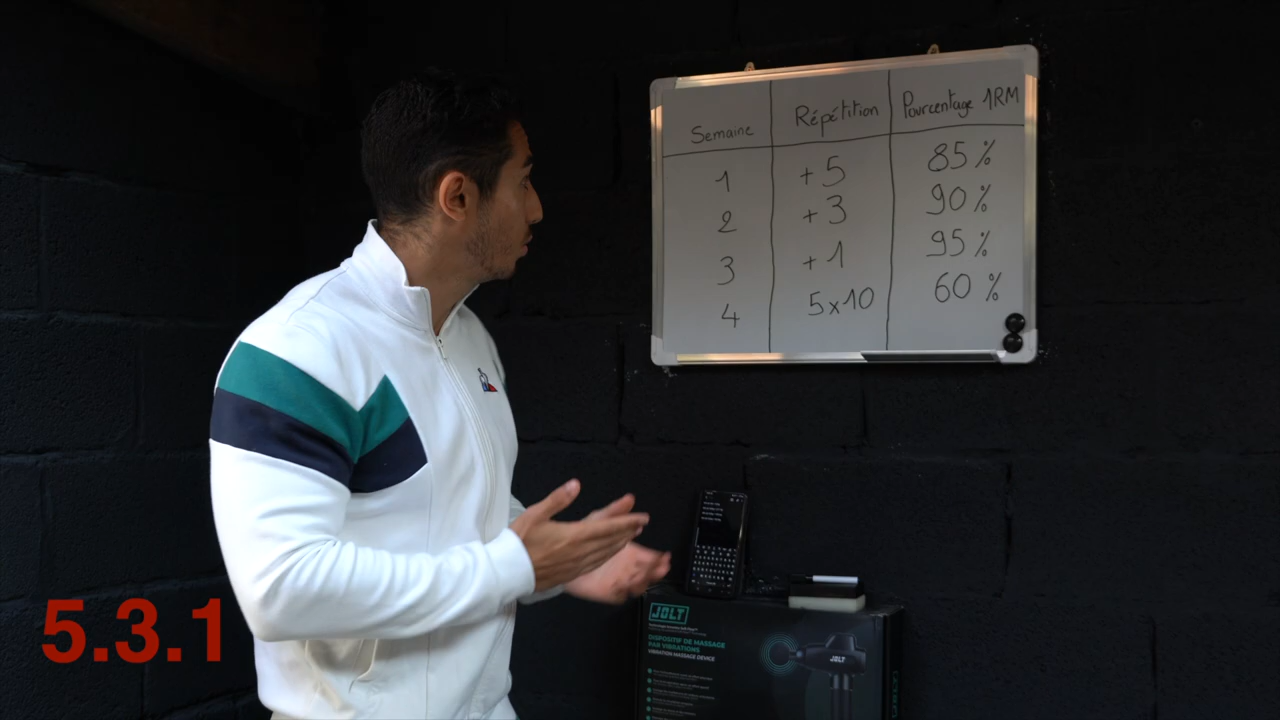 Semaine Répétition Pourcentage 1RM
1 +5 85%
2 +3 90%
3 +1 95%
4 5x10 60%
5.3.1
JOLT
DISPOSITIF DE MASSAGE
PAR VIBRATIONS
VIBRATION MASSAGE DEVICE
JOLT